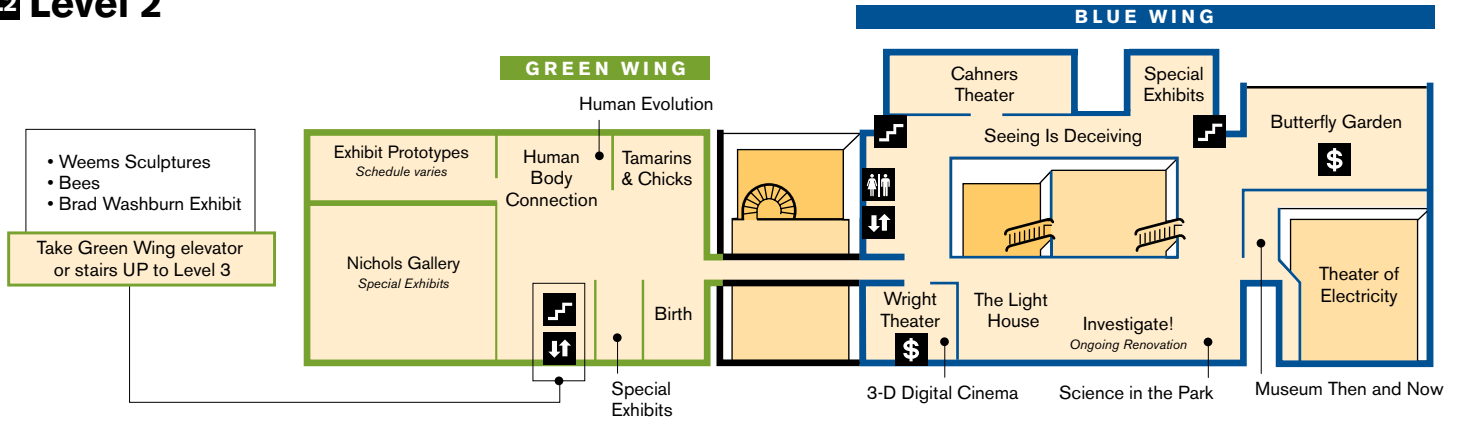 2 Level 2
BLUE WING
GREEN WING
Human Evolution
• Weems Sculptures
• Bees
• Brad Washburn Exhibit
Take Green Wing elevator
or stairs UP to Level 3
Exhibit Prototypes
Schedule varies
Human
Body
Connection
Tamarins
& Chicks
Nichols Gallery
Special Exhibits
Birth
Special
Exhibits
Cahners
Theater
Special
Exhibits
Seeing Is Deceiving
Butterfly Garden
$
Theater of
Electricity
Wright
Theater
$
The Light
House
Investigate!
Ongoing Renovation
3-D Digital Cinema
Science in the Park
Museum Then and Now